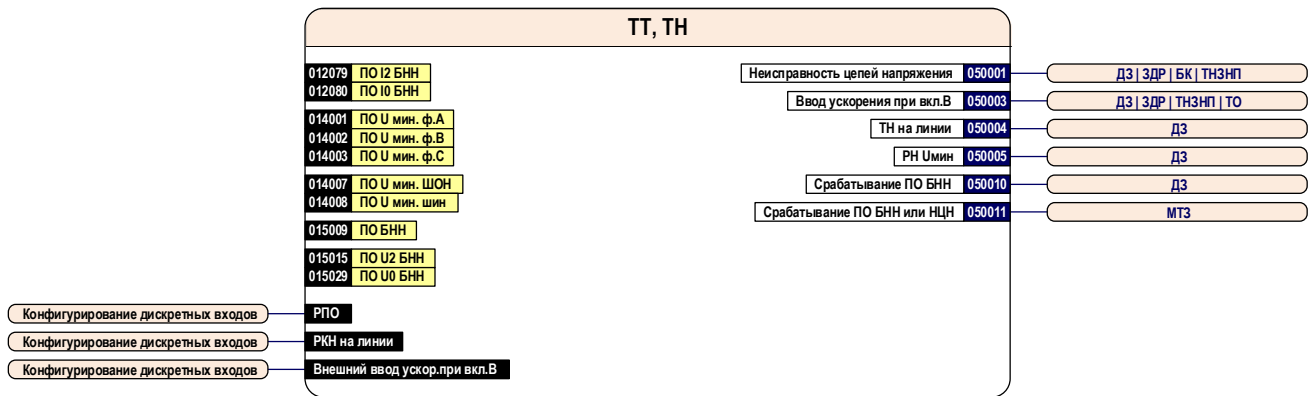 ТТ, ТН
012079 ПО I2 БНН
012080 ПО I0 БНН
014001 ПО U мин. ф.А
014002 ПО U мин. ф.В
014003 ПО U мин. ф.С
014007 ПО U мин. ШОН
014008 ПО U мин. шин
015009 ПО БНН
015015 ПО U2 БНН
015029 ПО U0 БНН
Конфигурирование дискретных входов РПО
Конфигурирование дискретных входов РКН на линии
Конфигурирование дискретных входов Внешний ввод ускор.при вкл.В
Неисправность цепей напряжения 050001 ДЗ | ЗДР | БК | ТНЗНП
Ввод ускорения при вкл.В 050003 ДЗ | ЗДР | ТНЗНП | ТО
ТН на линии 050004 ДЗ
РН Uмин 050005 ДЗ
Срабатывание ПО БНН 050010 ДЗ
Срабатывание ПО БНН или НЦН 050011 МТЗ